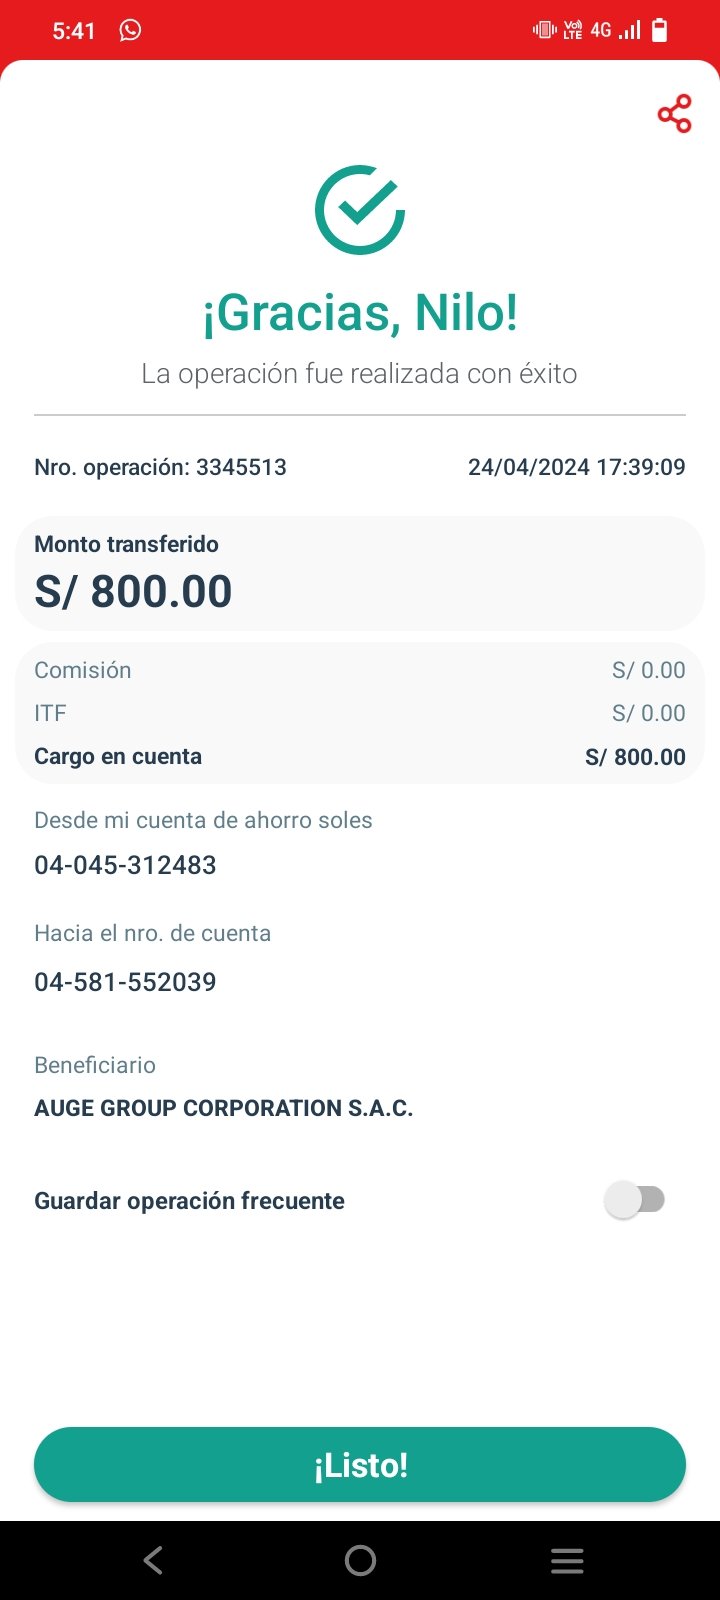 5:41
Vo) LTE 4G
¡Gracias, Nilo!
La operación fue realizada con éxito
Nro. operación: 3345513 24/04/2024 17:39:09
Monto transferido
S/ 800.00
Comisión S/ 0.00
ITF S/ 0.00
Cargo en cuenta S/ 800.00
Desde mi cuenta de ahorro soles
04-045-312483
Hacia el nro. de cuenta
04-581-552039
Beneficiario
AUGE GROUP CORPORATION S.A.C.
Guardar operación frecuente
¡Listo!